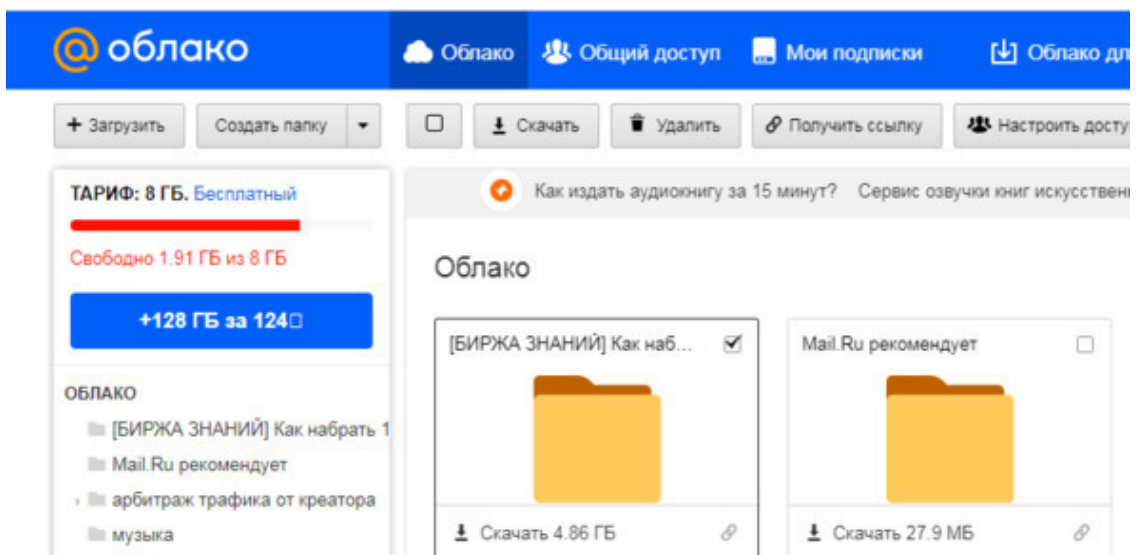 @облако Облако Общий доступ Мои подписки Облако дл
+ Загрузить Создать папку Скачать Удалить Получить ссылку Настроить досту
ТАРИФ: 8 ГБ. Бесплатный
Как издать аудиокнигу за 15 минут? Сервис озвучки книг искусствен
Свободно 1.91 ГБ из 8 ГБ
Облако
+128 ГБ за 124
[БИРЖА ЗНАНИЙ] Как наб... Mail.Ru рекомендует
ОБЛАКО
[БИРЖА ЗНАНИЙ] Как набрать 1
Mail.Ru рекомендует
арбитраж трафика от креатора
музыка
Скачать 4.86 ГБ Скачать 27.9 МБ